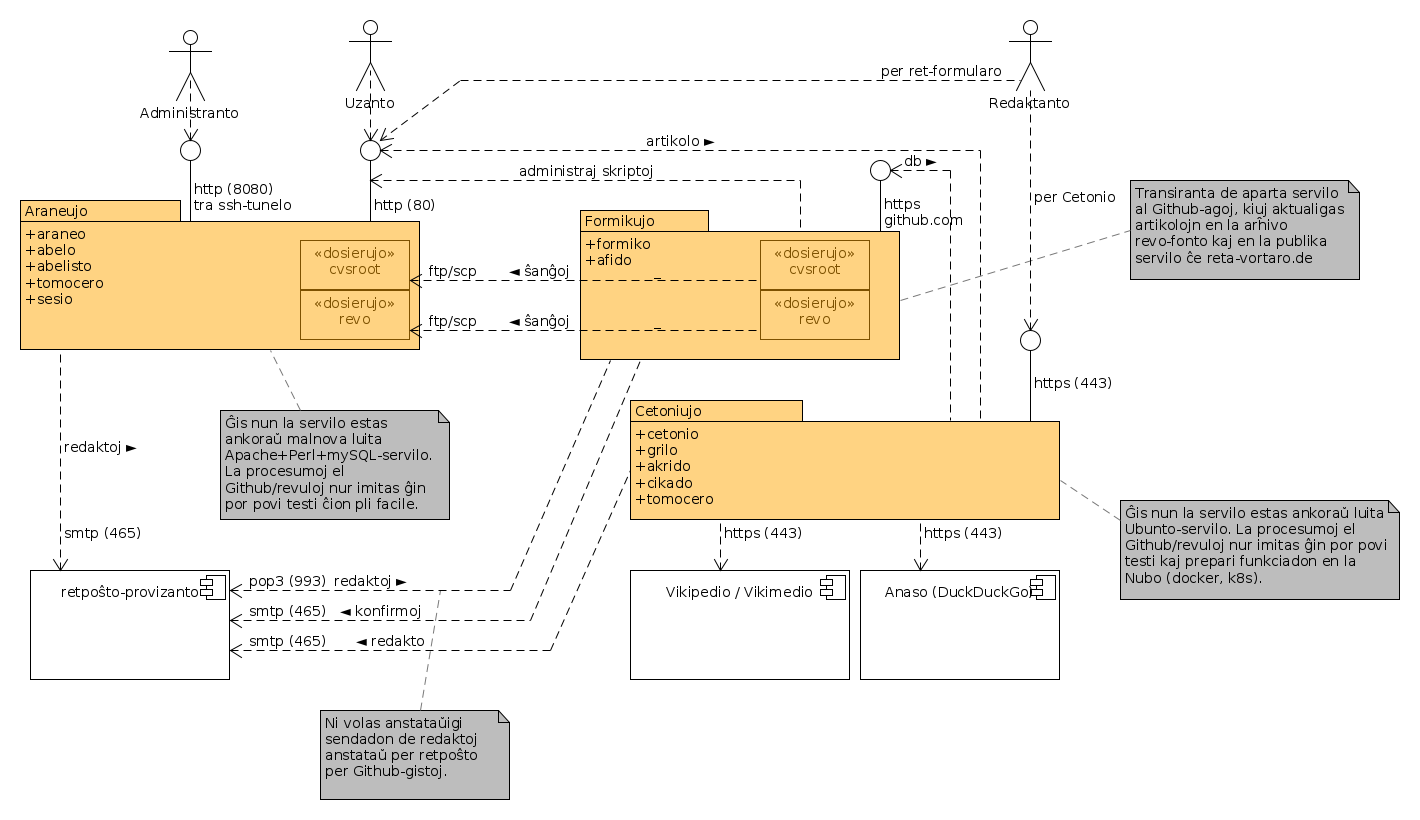 Administranto
Uzanto
Redaktanto
per ret-formularo
artikolo ►
administraj skriptoj
db ►
http (8080)
tra ssh-tunelo
http (80)
https
github.com
per Cetonio
Transiranta de aparta servilo
al Github-agoj, kiuj aktualigas
artikolojn en la arĥivo
revo-fonto kaj en la publika
servilo ĉe reta-vortaro.de
Araneujo
+araneo
+abelo
+abelisto
+tomocero
+sesio
«dosierujo»
cvsroot
«dosierujo»
revo
ftp/scp ◄ ŝanĝoj
ftp/scp ◄ ŝanĝoj
Formikujo
+formiko
+afido
«dosierujo»
cvsroot
«dosierujo»
revo
https (443)
Ĝis nun la servilo estas
ankoraŭ malnova luita
Apache+Perl+mySQL-servilo.
La procesumoj el
Github/revuloj nur imitas ĝin
por povi testi ĉion pli facile.
Cetoniujo
+cetonio
+grilo
+akrido
+cikado
+tomocero
redaktoj ►
smtp (465)
https (443)
https (443)
Ĝis nun la servilo estas ankoraŭ luita
Ubunto-servilo. La procesumoj el
Github/revuloj nur imitas ĝin por povi
testi kaj prepari funkciadon en la
Nubo (docker, k8s).
retpoŝto-provizanto
pop3 (993) redaktoj ►
smtp (465) ◄ konfirmoj
smtp (465) ◄ redakto
Vikipedio / Vikimedio
Anaso (DuckDuckGo)
Ni volas anstataŭigi
sendadon de redaktoj
anstataŭ per retpoŝto
per Github-gistoj.